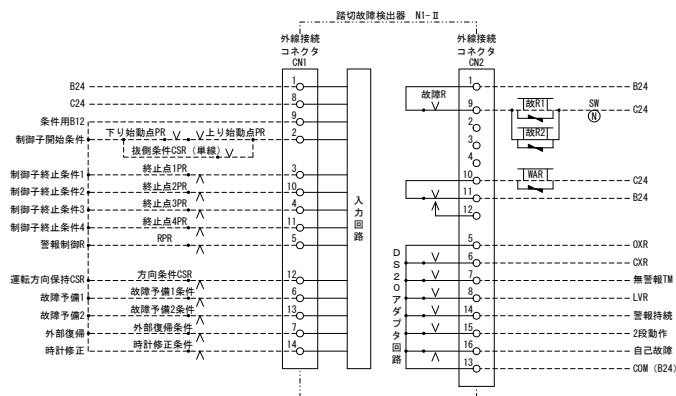 踏切故障検出器 N1-Ⅱ
外線接続
コネクタ
CN1
外線接続
コネクタ
CN2
B24 1
C24 8
条件用B12 9
制御子開始条件 下り始動点PR 上り始動点PR 2
抜側条件CSR(単線)
制御子終止条件1 終止点1PR 3
制御子終止条件2 終止点2PR 10
制御子終止条件3 終止点3PR 4
制御子終止条件4 終止点4PR 11
警報制御R RPR 5
運転方向保持CSR 方向条件CSR 12
故障予備1 故障予備1条件 6
故障予備2 故障予備2条件 13
外部復帰 外部復帰条件 7
時計修正 時計修正条件 14
入力回路
1 B24
故障R 9 故R1 SW C24
N
2 故R2
3
4
10 WAR C24
11 B24
12
DS20アダプタ回路
5 OXR
6 CXR
7 無警報TM
8 LVR
14 警報持続
15 2段動作
16 自己故障
13 COM (B24)